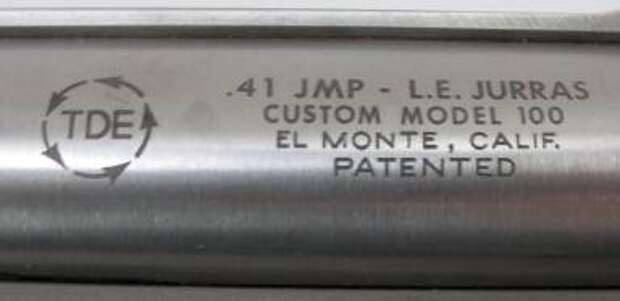 TDE
.41 JMP - L.E. JURRAS
CUSTOM MODEL 100
EL MONTE, CALIF.
PATENTED